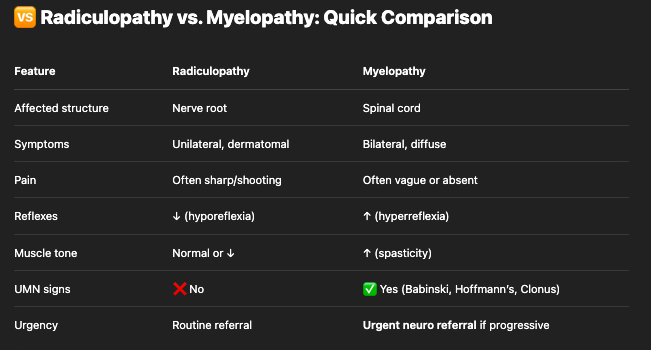 🆚 Radiculopathy vs. Myelopathy: Quick Comparison
Feature Radiculopathy Myelopathy
Affected structure Nerve root Spinal cord
Symptoms Unilateral, dermatomal Bilateral, diffuse
Pain Often sharp/shooting Often vague or absent
Reflexes ↓ (hyporeflexia) ↑ (hyperreflexia)
Muscle tone Normal or ↓ ↑ (spasticity)
UMN signs ❌ No ✅ Yes (Babinski, Hoffmann’s, Clonus)
Urgency Routine referral Urgent neuro referral if progressive